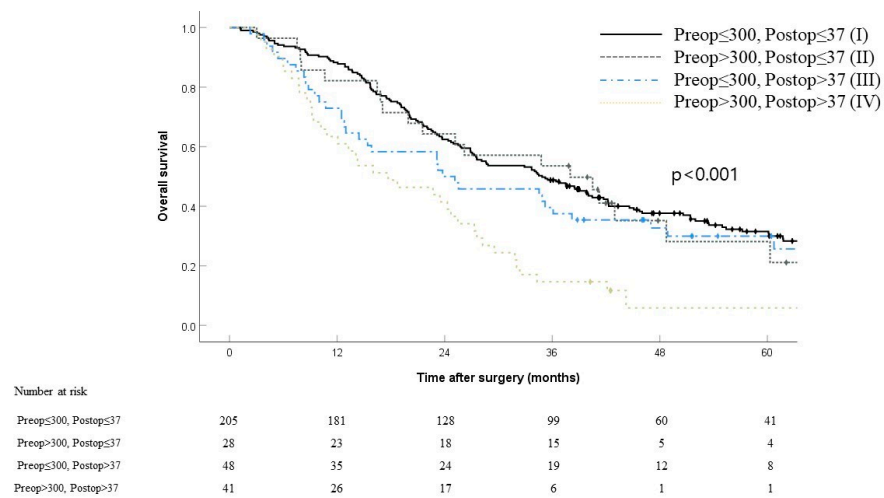 Preop≤300, Postop≤37 (I)
Preop>300, Postop≤37 (II)
Preop≤300, Postop>37 (III)
Preop>300, Postop>37 (IV)
p<0.001
Overall survival
1.0
0.8
0.6
0.4
0.2
0.0
0 12 24 36 48 60
Time after surgery (months)
Number at risk
Preop≤300, Postop≤37 205 181 128 99 60 41
Preop>300, Postop≤37 28 23 18 15 5 4
Preop≤300, Postop>37 48 35 24 19 12 8
Preop>300, Postop>37 41 26 17 6 1 1